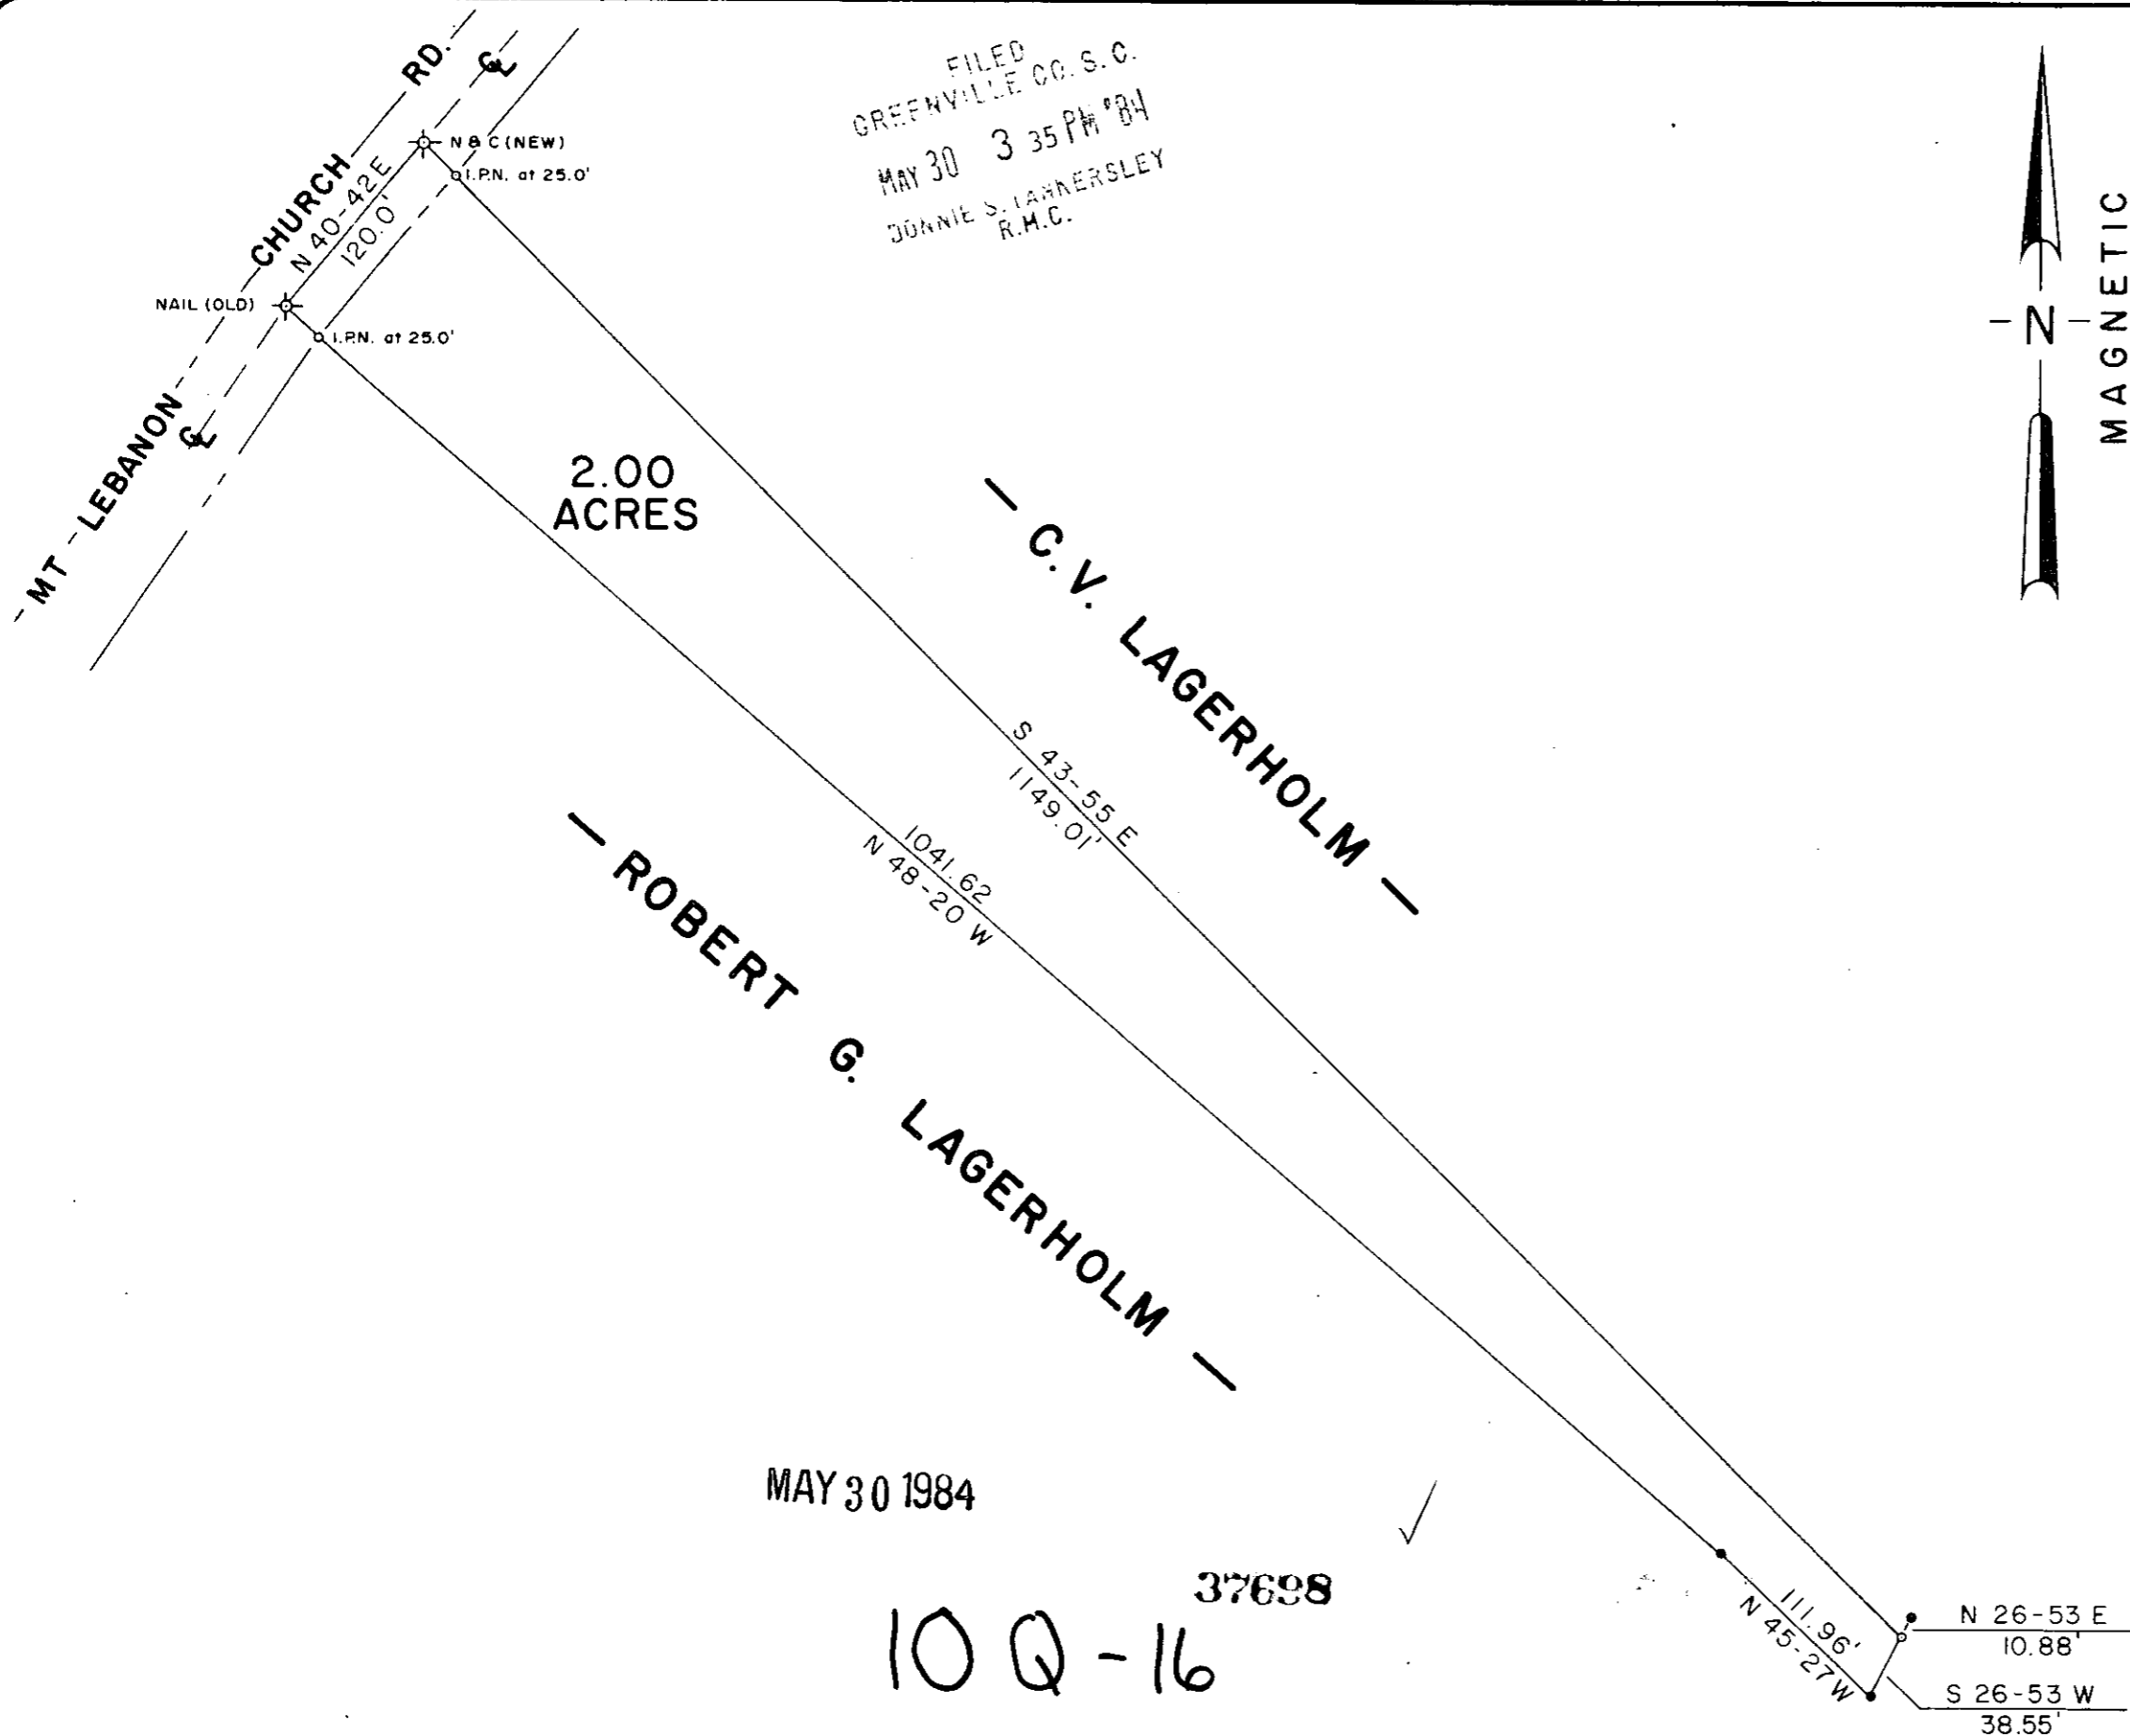 FILED
GREENVILLE CO. S. C.
MAY 30 3 35 PM '84
DONNIE S. TANKERSLEY
R.M.C.
MT LEBANON CHURCH RD.
℄
N & C (NEW)
I.P.N. at 25.0'
N 40-42 E
120.0'
NAIL (OLD)
I.P.N. at 25.0'
℄
- N -
MAGNETIC
2.00
ACRES
— C.V. LAGERHOLM —
S 43-55 E
1149.01'
1041.62
N 48-20 W
— ROBERT G. LAGERHOLM —
MAY 30 1984
37698
10 Q - 16
111.96'
N 45-27 W
N 26-53 E
10.88'
S 26-53 W
38.55'